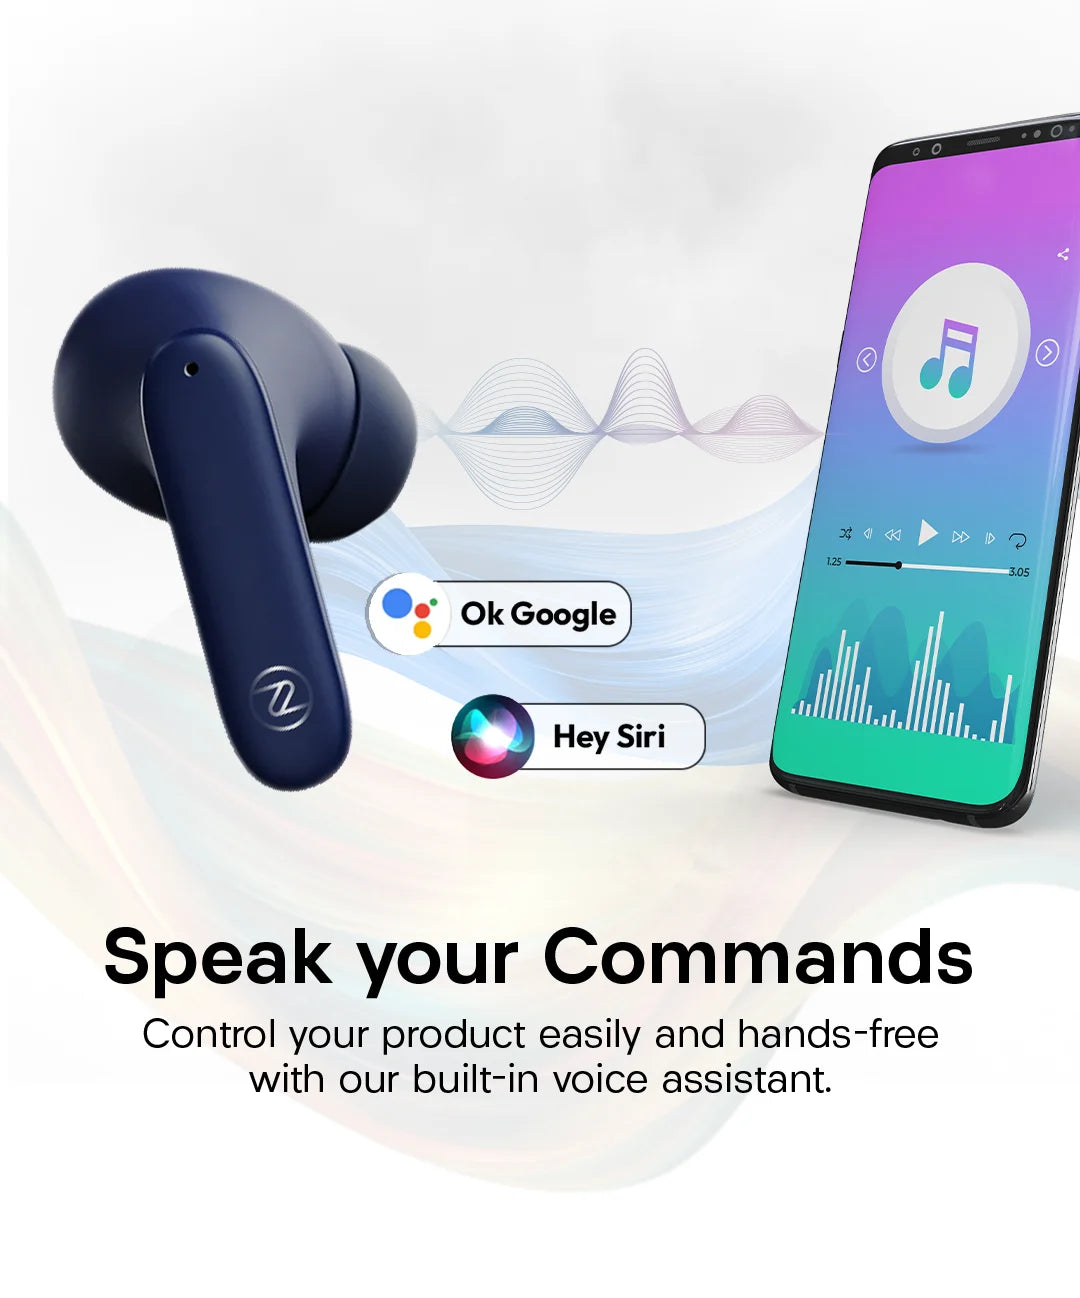 1.25
3.05
Ok Google
Hey Siri
Speak your Commands
Control your product easily and hands-free
with our built-in voice assistant.